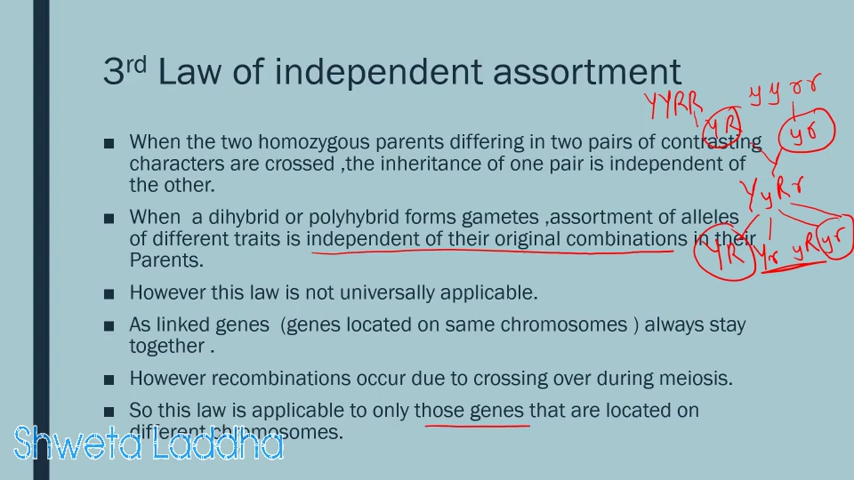 3rd Law of independent assortment
YYRR
yyrr
YR
yr
YyRr
YR Yr yR yr
■ When the two homozygous parents differing in two pairs of contrasting
characters are crossed ,the inheritance of one pair is independent of
the other.
■ When a dihybrid or polyhybrid forms gametes ,assortment of alleles
of different traits is independent of their original combinations in their
Parents.
■ However this law is not universally applicable.
■ As linked genes (genes located on same chromosomes ) always stay
together .
■ However recombinations occur due to crossing over during meiosis.
■ So this law is applicable to only those genes that are located on
different chromosomes.
Shweta Laddha